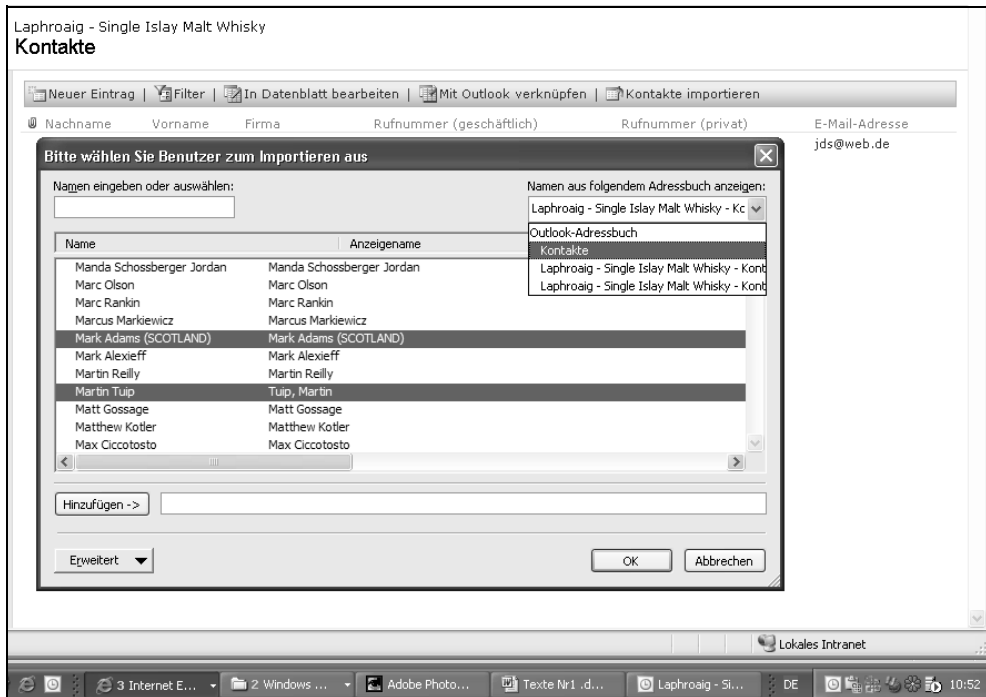 Laphroaig - Single Islay Malt Whisky
Kontakte
Neuer Eintrag | Filter | In Datenblatt bearbeiten | Mit Outlook verknüpfen | Kontakte importieren
Nachname Vorname Firma Rufnummer (geschäftlich) Rufnummer (privat) E-Mail-Adresse
jds@web.de
Bitte wählen Sie Benutzer zum Importieren aus
Namen eingeben oder auswählen: Namen aus folgendem Adressbuch anzeigen:
Laphroaig - Single Islay Malt Whisky - Kc
Outlook-Adressbuch
Kontakte
Laphroaig - Single Islay Malt Whisky - Kont
Laphroaig - Single Islay Malt Whisky - Kont
Name Anzeigename
Manda Schossberger Jordan Manda Schossberger Jordan
Marc Olson Marc Olson
Marc Rankin Marc Rankin
Marcus Markiewicz Marcus Markiewicz
Mark Adams (SCOTLAND) Mark Adams (SCOTLAND)
Mark Alexieff Mark Alexieff
Martin Reilly Martin Reilly
Martin Tuip Tuip, Martin
Matt Gossage Matt Gossage
Matthew Kotler Matthew Kotler
Max Ciccotosto Max Ciccotosto
Hinzufügen ->
Erweitert OK Abbrechen
Lokales Intranet
3 Internet E... 2 Windows ... Adobe Photo... Texte Nr1 .d... Laphroaig - Si... DE 10:52